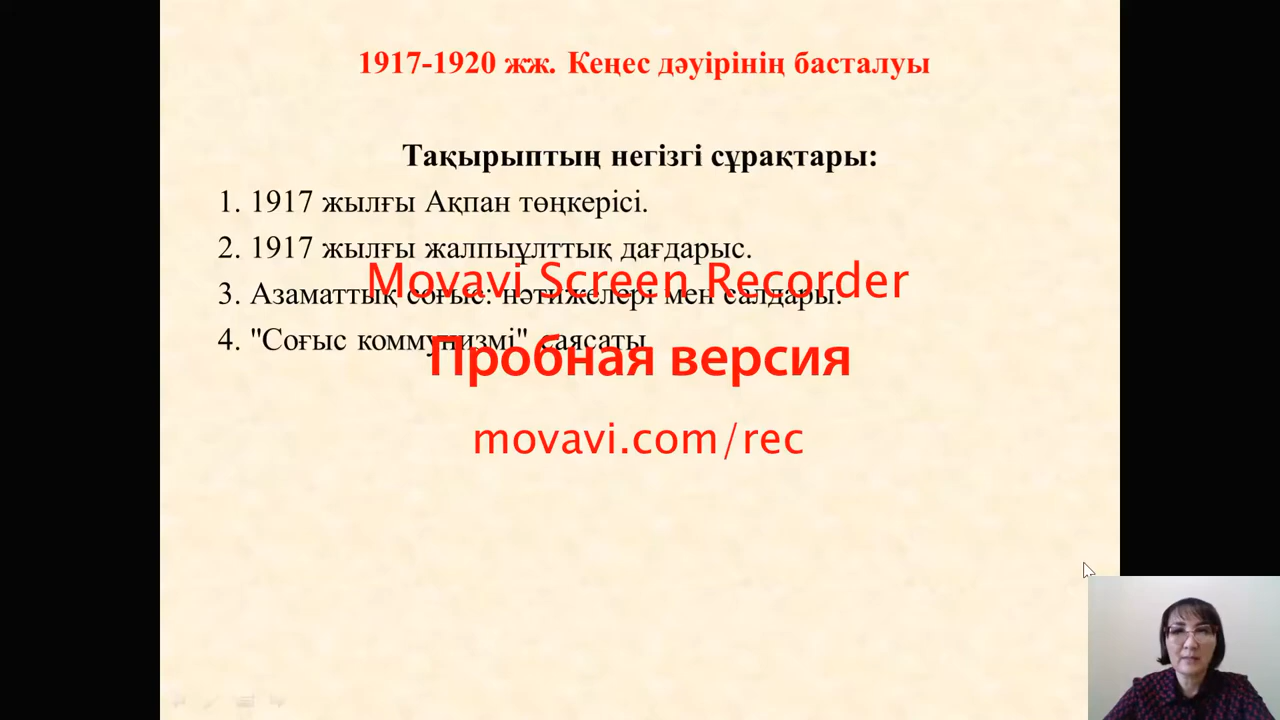 1917-1920 жж. Кеңес дәуірінің басталуы
Тақырыптың негізгі сұрақтары:
1. 1917 жылғы Ақпан төңкерісі.
2. 1917 жылғы жалпыұлттық дағдарыс.
3. Азаматтық соғыс: нәтижелері мен салдары.
4. "Соғыс коммунизмі" саясаты
Movavi Screen Recorder
Пробная версия
movavi.com/rec